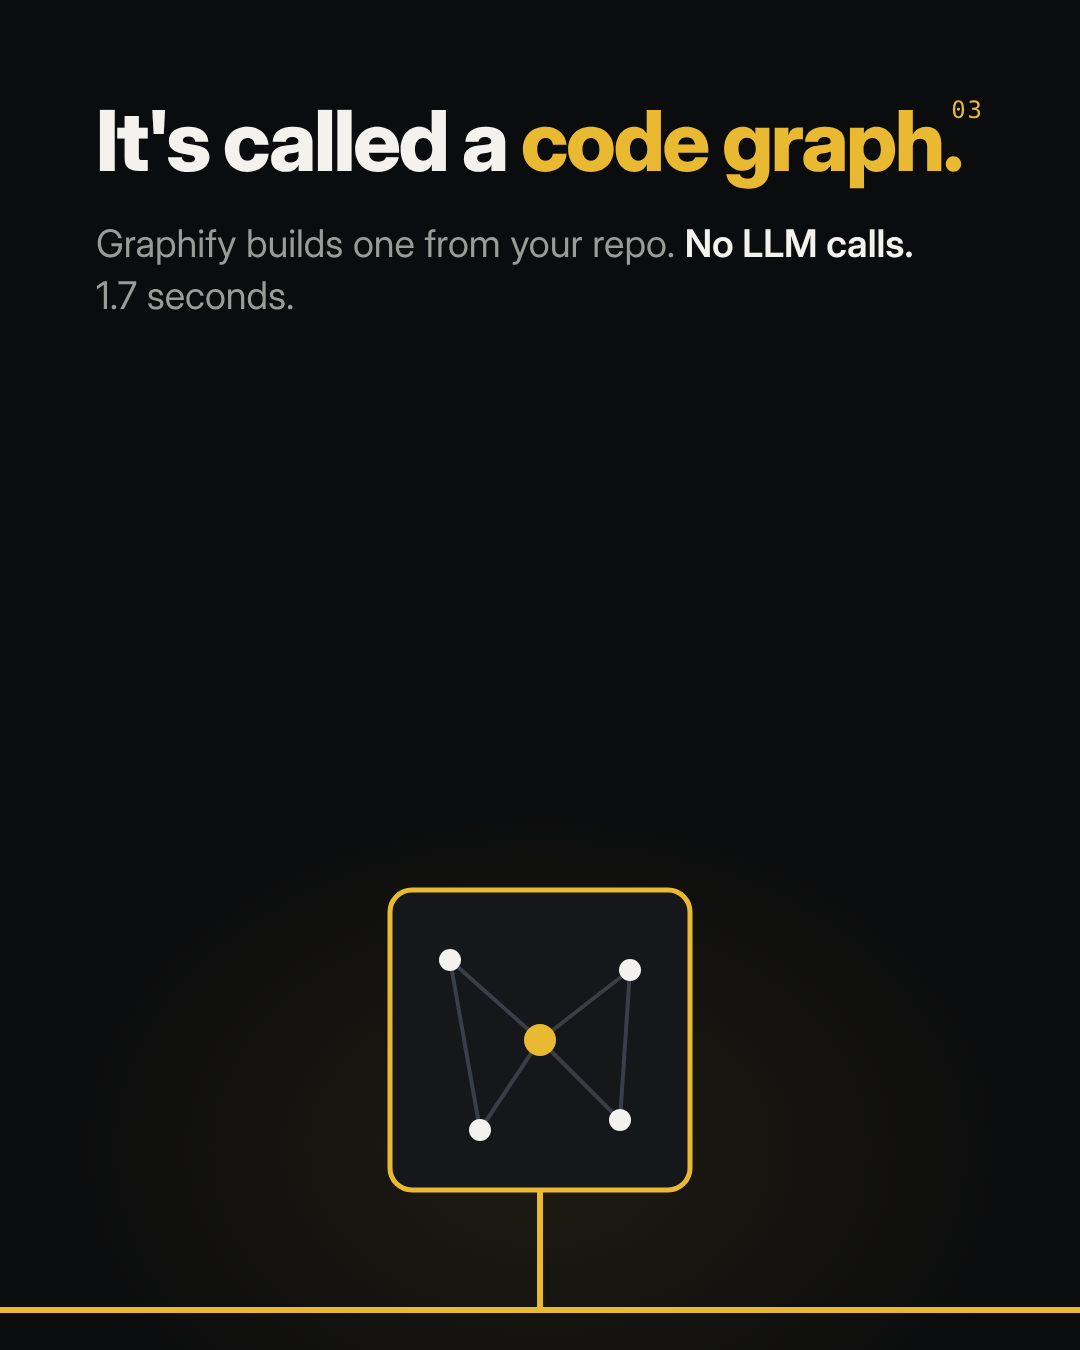 03
It's called a code graph.
Graphify builds one from your repo. No LLM calls.
1.7 seconds.